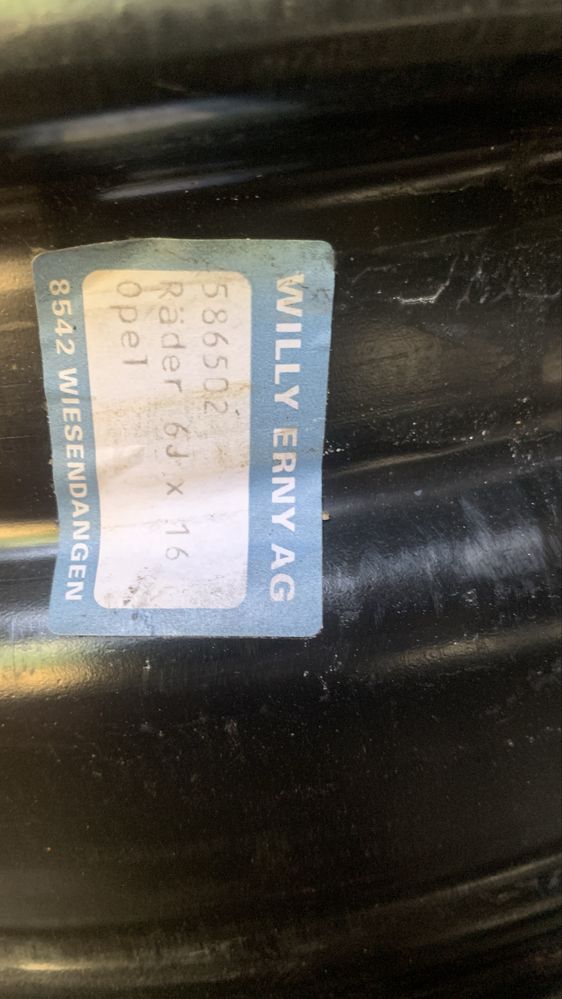 WILLY ERNY AG
586502
Räder 6J x 16
Opel
8542 WIESENDANGEN